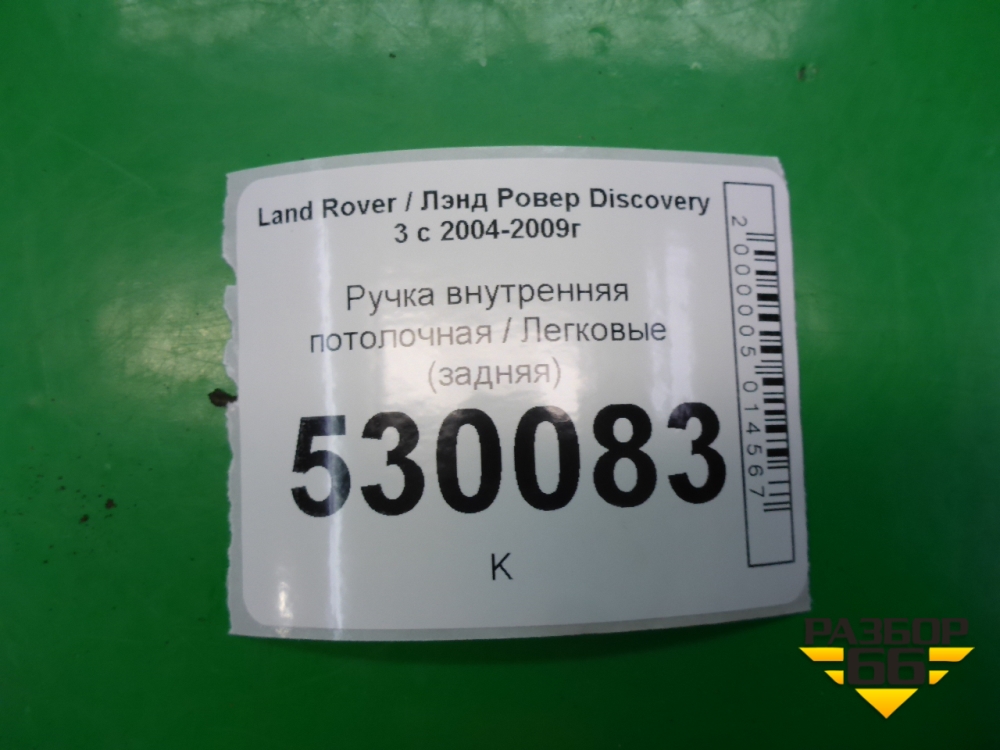 Land Rover / Лэнд Ровер Discovery
3 с 2004-2009г
Ручка внутренняя
потолочная / Легковые
(задняя)
530083
К
2000005014567
РАЗБОР
66